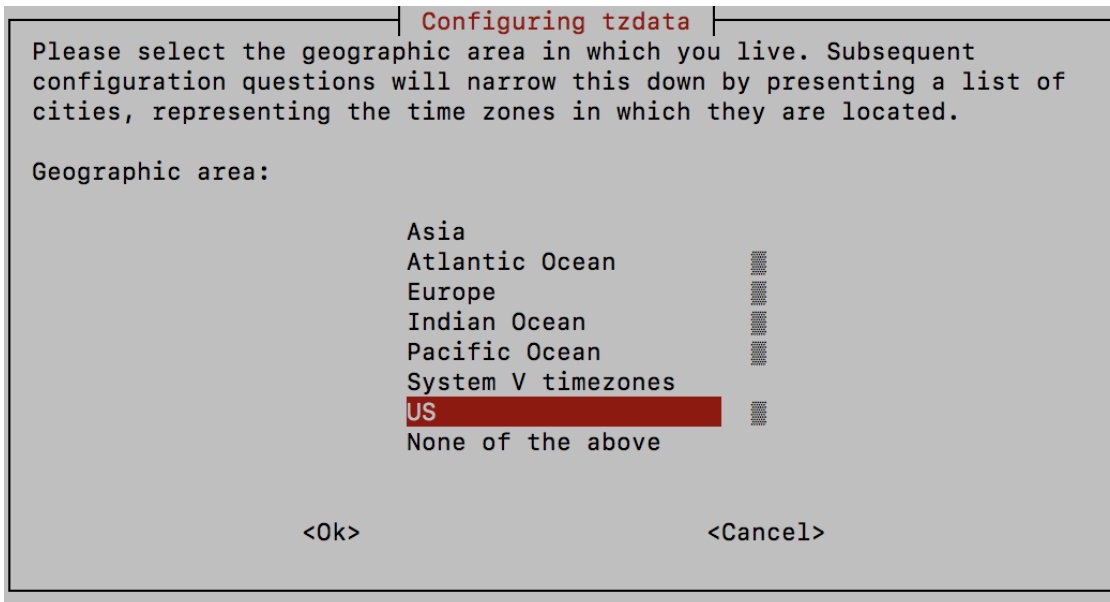 Configuring tzdata
Please select the geographic area in which you live. Subsequent
configuration questions will narrow this down by presenting a list of
cities, representing the time zones in which they are located.
Geographic area:
Asia
Atlantic Ocean
Europe
Indian Ocean
Pacific Ocean
System V timezones
US
None of the above
<Ok> <Cancel>